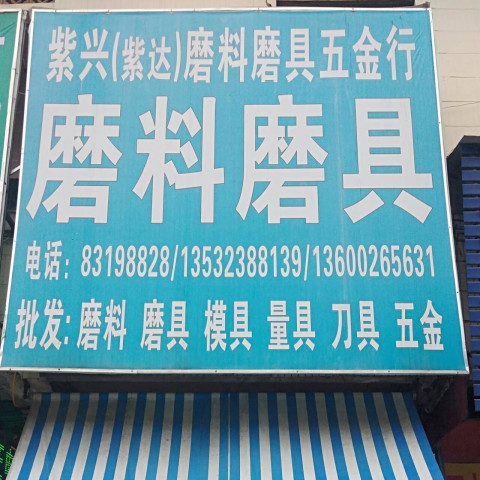 紫兴(紫达)磨料磨具五金行
磨料磨具
电话：83198828/13532388139/13600265631
批发：磨料 磨具 模具 量具 刀具 五金